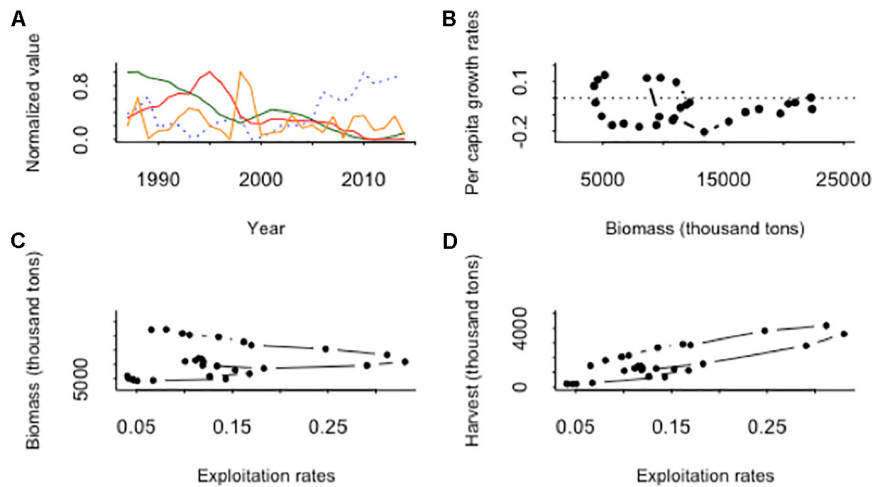 A
Normalized value
0.8
0.0
1990 2000 2010
Year
B
Per capita growth rates
0.1
-0.2
5000 15000 25000
Biomass (thousand tons)
C
Biomass (thousand tons)
5000
0.05 0.15 0.25
Exploitation rates
D
Harvest (thousand tons)
4000
0
0.05 0.15 0.25
Exploitation rates